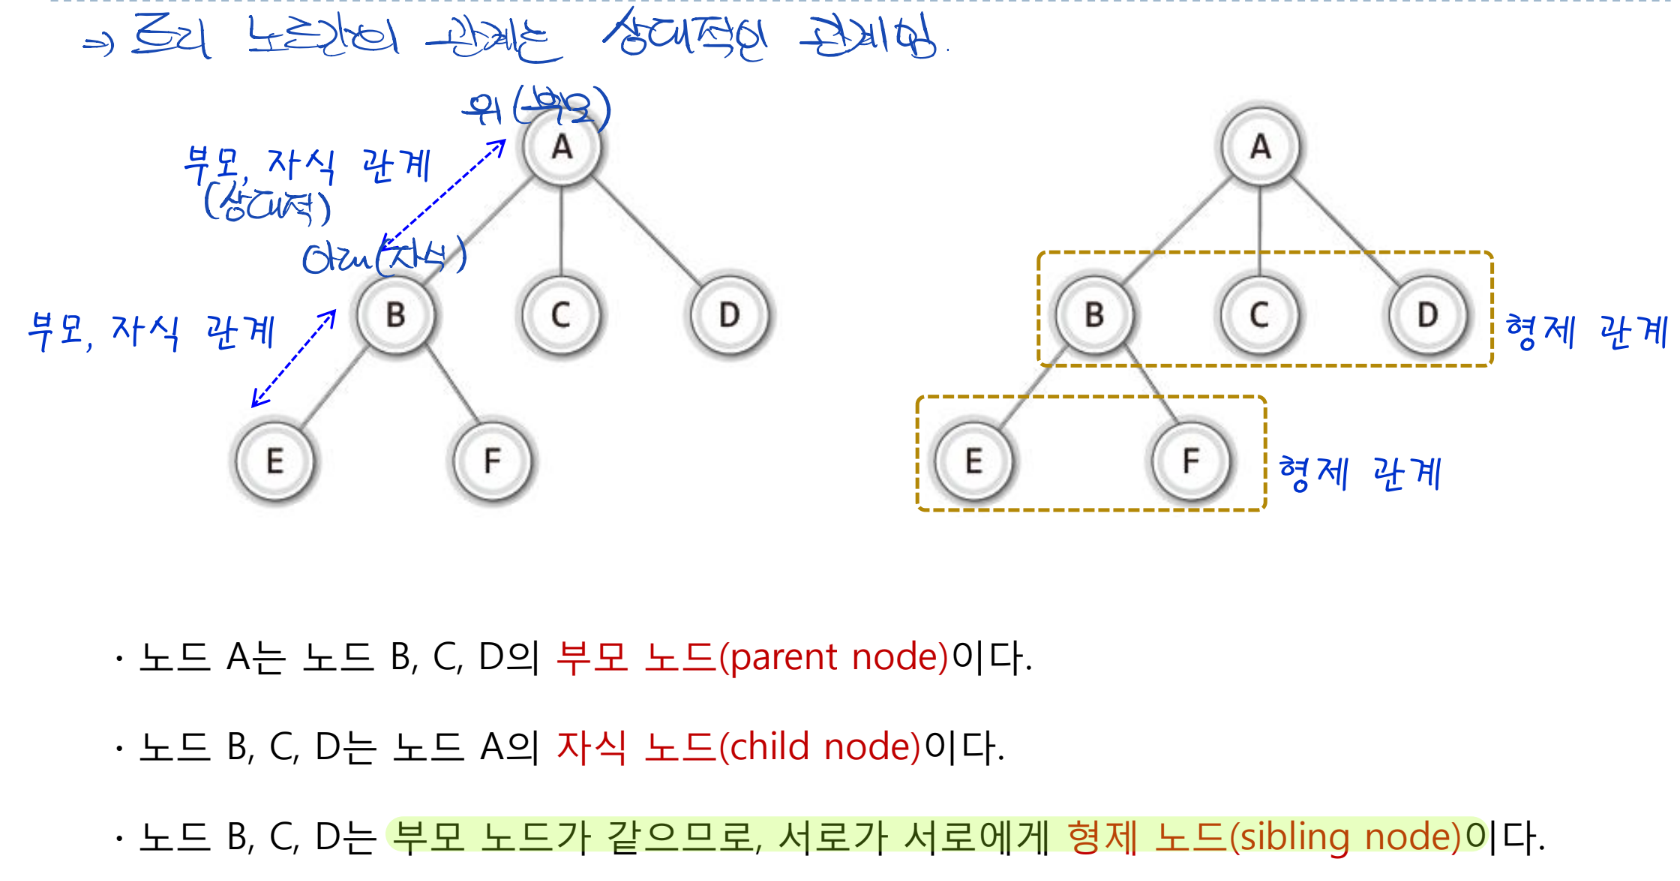 ⇒ 트리 노드간의 관계는 상대적인 관계임.
위(부모)
A
부모, 자식 관계
(상대적)
아래(자식)
B
C
D
부모, 자식 관계
E
F
A
B
C
D
형제 관계
E
F
형제 관계
· 노드 A는 노드 B, C, D의 부모 노드(parent node)이다.
· 노드 B, C, D는 노드 A의 자식 노드(child node)이다.
· 노드 B, C, D는 부모 노드가 같으므로, 서로가 서로에게 형제 노드(sibling node)이다.